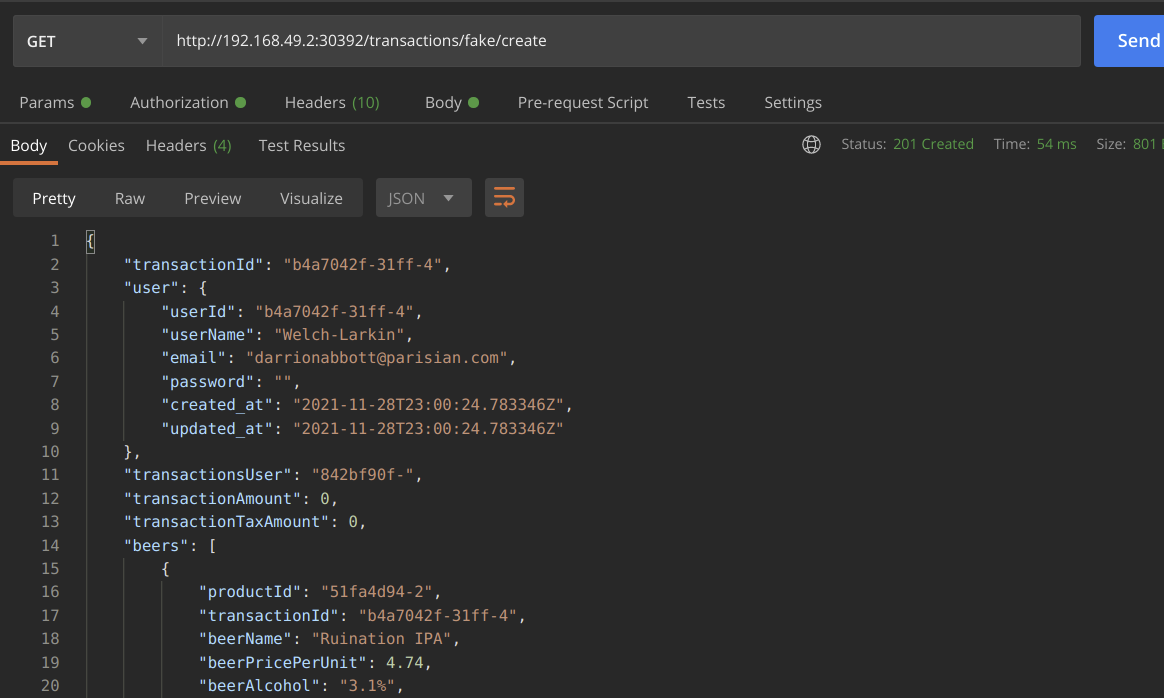 GET http://192.168.49.2:30392/transactions/fake/create Send
Params Authorization Headers (10) Body Pre-request Script Tests Settings
Body Cookies Headers (4) Test Results Status: 201 Created Time: 54 ms Size: 801
Pretty Raw Preview Visualize JSON
1 {
2 "transactionId": "b4a7042f-31ff-4",
3 "user": {
4 "userId": "b4a7042f-31ff-4",
5 "userName": "Welch-Larkin",
6 "email": "darrionabbott@parisian.com",
7 "password": "",
8 "created_at": "2021-11-28T23:00:24.783346Z",
9 "updated_at": "2021-11-28T23:00:24.783346Z"
10 },
11 "transactionsUser": "842bf90f-",
12 "transactionAmount": 0,
13 "transactionTaxAmount": 0,
14 "beers": [
15 {
16 "productId": "51fa4d94-2",
17 "transactionId": "b4a7042f-31ff-4",
18 "beerName": "Ruination IPA",
19 "beerPricePerUnit": 4.74,
20 "beerAlcohol": "3.1%",